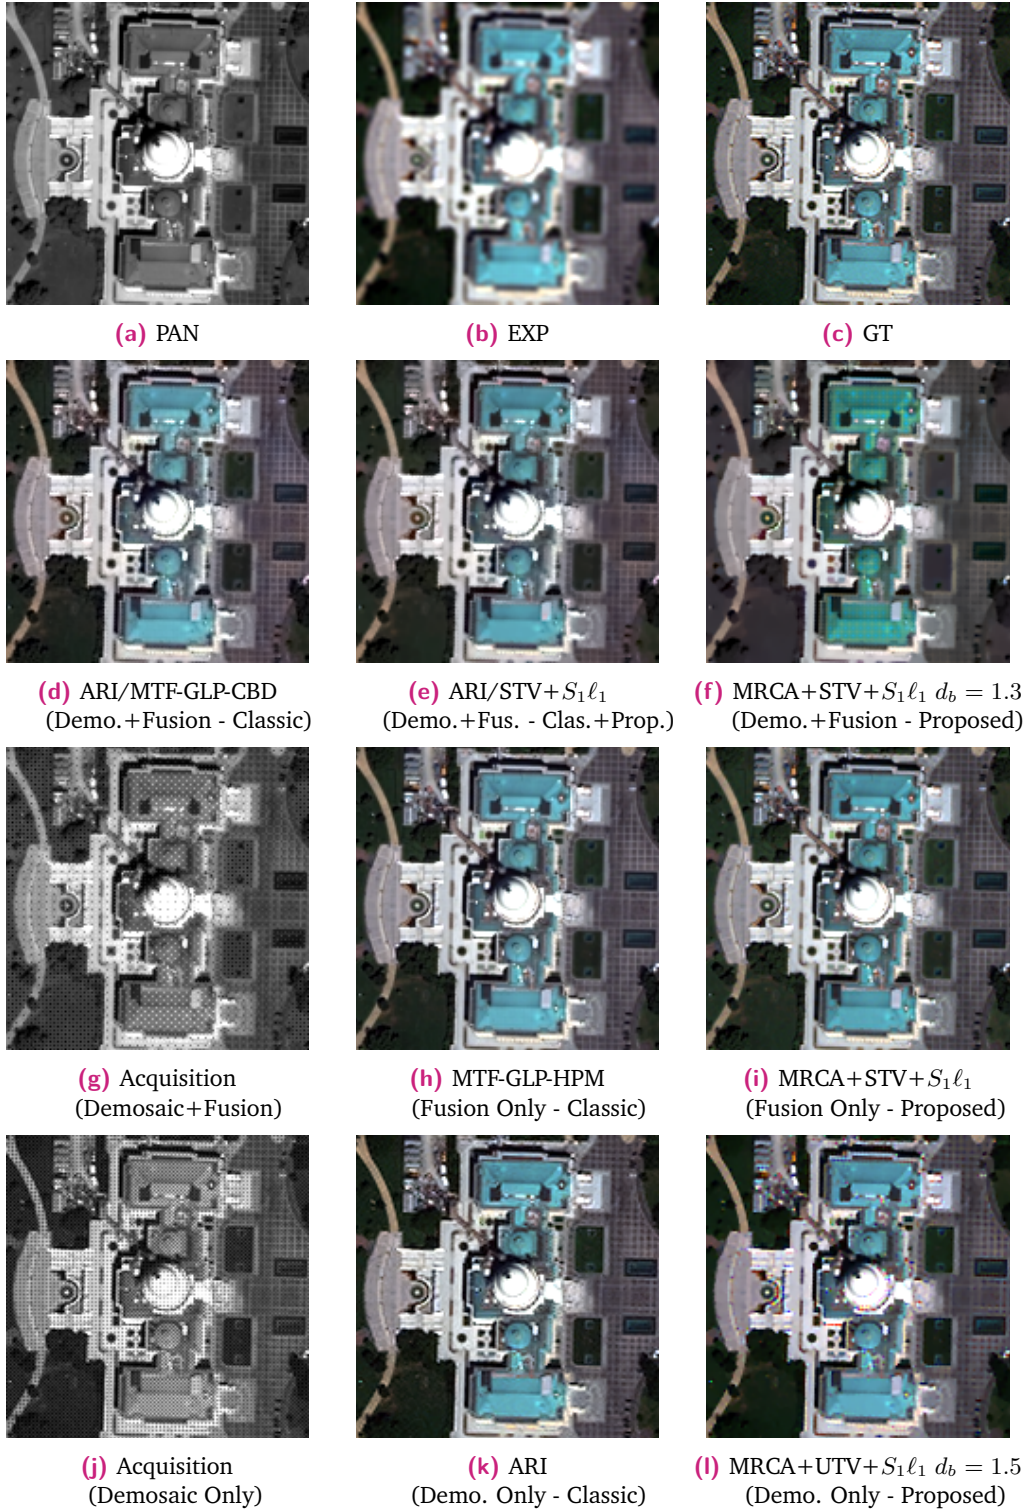 (a) PAN
(b) EXP
(c) GT
(d) ARI/MTF-GLP-CBD
(Demo.+Fusion - Classic)
(e) ARI/STV+S₁ℓ₁
(Demo.+Fus. - Clas.+Prop.)
(f) MRCA+STV+S₁ℓ₁ d_b = 1.3
(Demo.+Fusion - Proposed)
(g) Acquisition
(Demosaic+Fusion)
(h) MTF-GLP-HPM
(Fusion Only - Classic)
(i) MRCA+STV+S₁ℓ₁
(Fusion Only - Proposed)
(j) Acquisition
(Demosaic Only)
(k) ARI
(Demo. Only - Classic)
(l) MRCA+UTV+S₁ℓ₁ d_b = 1.5
(Demo. Only - Proposed)